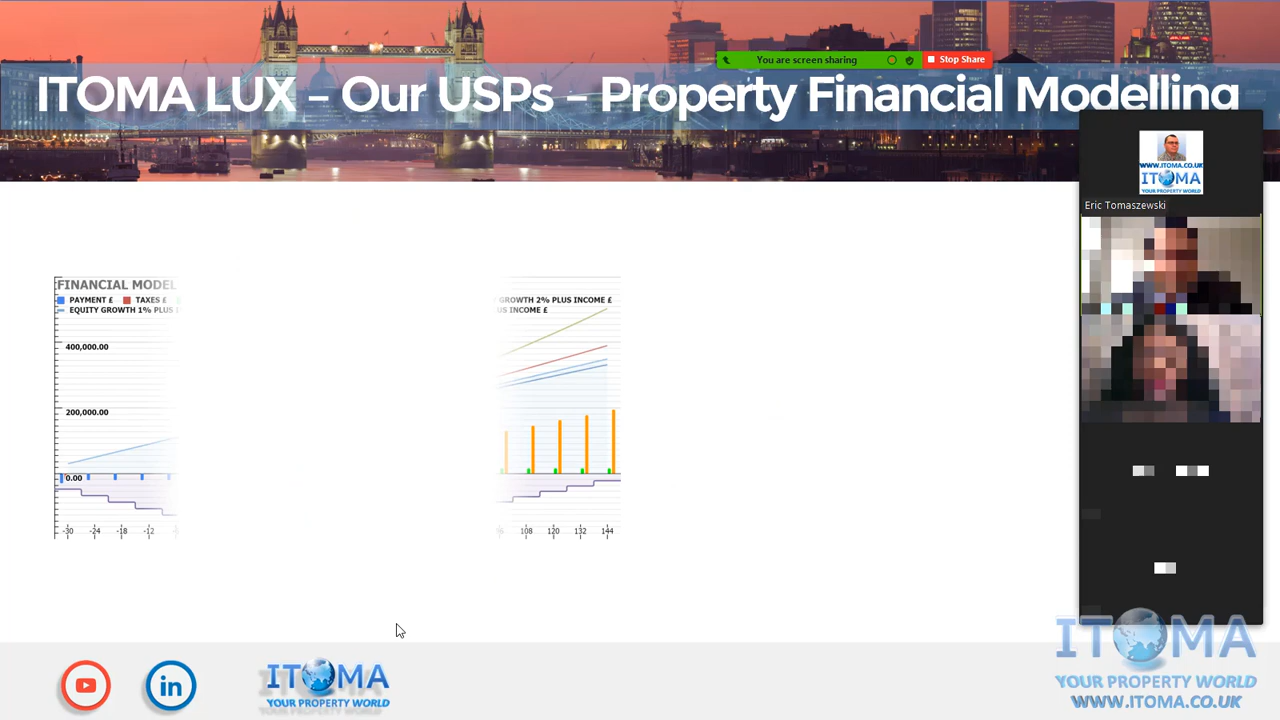 You are screen sharing
Stop Share
ITOMA LUX – Our USPs – Property Financial Modelling
WWW.ITOMA.CO.UK
ITOMA
YOUR PROPERTY WORLD
Eric Tomaszewski
FINANCIAL MODEL
PAYMENT £ TAXES £
EQUITY GROWTH 1% PLUS
GROWTH 2% PLUS INCOME £
US INCOME £
400,000.00
200,000.00
0.00
-30 -24 -18 -12
108 120 132 144
in
ITOMA
YOUR PROPERTY WORLD
ITOMA
YOUR PROPERTY WORLD
WWW.ITOMA.CO.UK